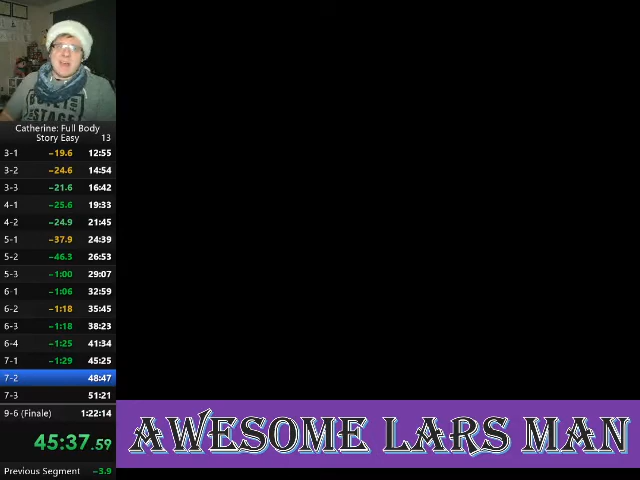 Catherine: Full Body
Story Easy 13
3-1 −19.6 12:55
3-2 −24.6 14:54
3-3 −21.6 16:42
4-1 −25.6 19:33
4-2 −24.9 21:45
5-1 −37.9 24:39
5-2 −46.3 26:53
5-3 −1:00 29:07
6-1 −1:06 32:59
6-2 −1:18 35:45
6-3 −1:18 38:23
6-4 −1:25 41:34
7-1 −1:29 45:25
7-2 48:47
7-3 51:21
9-6 (Finale) 1:22:14
45:37.59
Previous Segment −3.9
AWESOME LARS MAN